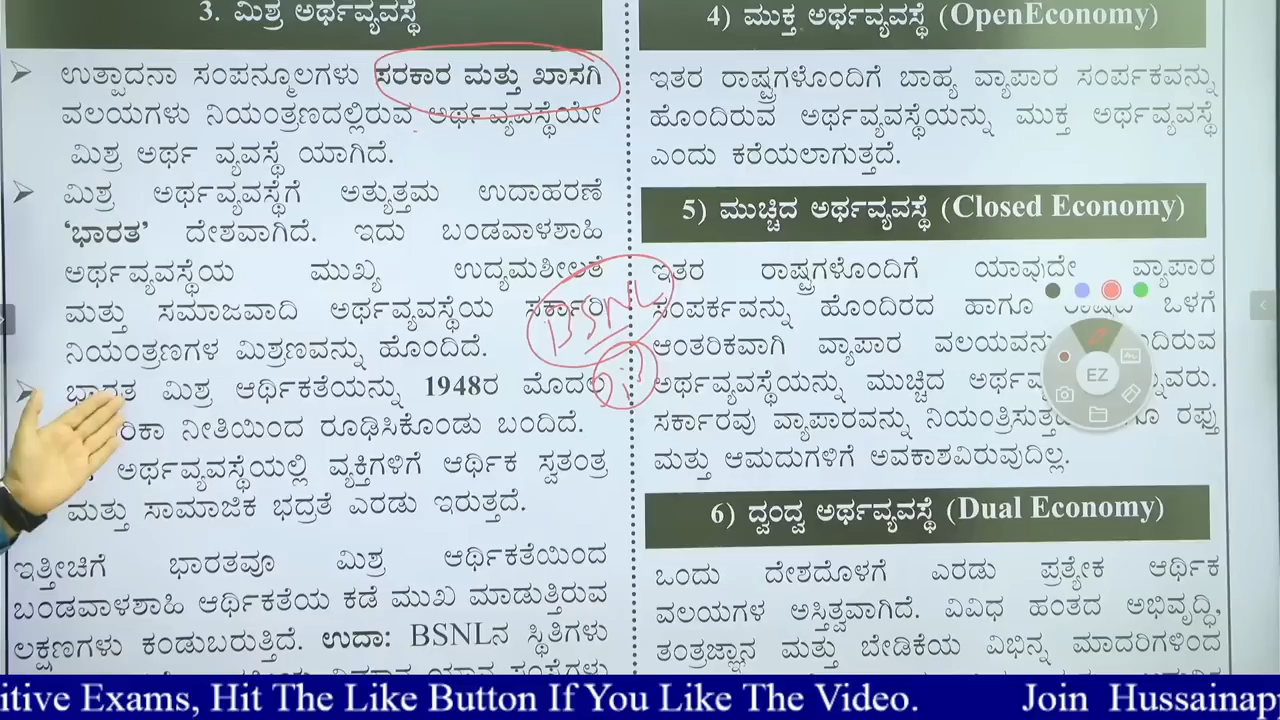 3. ಮಿಶ್ರ ಅರ್ಥವ್ಯವಸ್ಥೆ
ಉತ್ಪಾದನಾ ಸಂಪನ್ಮೂಲಗಳು ಸರಕಾರ ಮತ್ತು ಖಾಸಗಿ
ವಲಯಗಳು ನಿಯಂತ್ರಣದಲ್ಲಿರುವ ಅರ್ಥವ್ಯವಸ್ಥೆಯೇ
ಮಿಶ್ರ ಅರ್ಥ ವ್ಯವಸ್ಥೆ ಯಾಗಿದೆ.
ಮಿಶ್ರ ಅರ್ಥವ್ಯವಸ್ಥೆಗೆ ಅತ್ಯುತ್ತಮ ಉದಾಹರಣೆ
'ಭಾರತ' ದೇಶವಾಗಿದೆ. ಇದು ಬಂಡವಾಳಶಾಹಿ
ಅರ್ಥವ್ಯವಸ್ಥೆಯ ಮುಖ್ಯ ಉದ್ಯಮಶೀಲತೆ
ಮತ್ತು ಸಮಾಜವಾದಿ ಅರ್ಥವ್ಯವಸ್ಥೆಯ ಸರ್ಕಾರಿ
ನಿಯಂತ್ರಣಗಳ ಮಿಶ್ರಣವನ್ನು ಹೊಂದಿದೆ.
ಭಾರತ ಮಿಶ್ರ ಆರ್ಥಿಕತೆಯನ್ನು 1948ರ ಮೊದಲ
ನೀತಿಯಿಂದ ರೂಢಿಸಿಕೊಂಡು ಬಂದಿದೆ.
ಅರ್ಥವ್ಯವಸ್ಥೆಯಲ್ಲಿ ವ್ಯಕ್ತಿಗಳಿಗೆ ಆರ್ಥಿಕ ಸ್ವತಂತ್ರ
ಮತ್ತು ಸಾಮಾಜಿಕ ಭದ್ರತೆ ಎರಡು ಇರುತ್ತದೆ.
ಇತ್ತೀಚಿಗೆ ಭಾರತವೂ ಮಿಶ್ರ ಆರ್ಥಿಕತೆಯಿಂದ
ಬಂಡವಾಳಶಾಹಿ ಆರ್ಥಿಕತೆಯ ಕಡೆ ಮುಖ ಮಾಡುತ್ತಿರುವ
ಲಕ್ಷಣಗಳು ಕಂಡುಬರುತ್ತಿದೆ. ಉದಾ: BSNLನ ಸ್ಥಿತಿಗಳು
BSNL
4) ಮುಕ್ತ ಅರ್ಥವ್ಯವಸ್ಥೆ (OpenEconomy)
ಇತರ ರಾಷ್ಟ್ರಗಳೊಂದಿಗೆ ಬಾಹ್ಯ ವ್ಯಾಪಾರ ಸಂರ್ಪಕವನ್ನು
ಹೊಂದಿರುವ ಅರ್ಥವ್ಯವಸ್ಥೆಯನ್ನು ಮುಕ್ತ ಅರ್ಥವ್ಯವಸ್ಥೆ
ಎಂದು ಕರೆಯಲಾಗುತ್ತದೆ.
5) ಮುಚ್ಚಿದ ಅರ್ಥವ್ಯವಸ್ಥೆ (Closed Economy)
ಇತರ ರಾಷ್ಟ್ರಗಳೊಂದಿಗೆ ಯಾವುದೇ ವ್ಯಾಪಾರ
ಸಂಪರ್ಕವನ್ನು ಹೊಂದಿರದ ಹಾಗೂ ಒಳಗೆ
ಆಂತರಿಕವಾಗಿ ವ್ಯಾಪಾರ
ಅರ್ಥವ್ಯವಸ್ಥೆಯನ್ನು ಮುಚ್ಚಿದ
ಸರ್ಕಾರವು ವ್ಯಾಪಾರವನ್ನು ರಫ್ತು
ಮತ್ತು ಆಮದುಗಳಿಗೆ ಅವಕಾಶವಿರುವುದಿಲ್ಲ.
EZ
6) ದ್ವಂದ್ವ ಅರ್ಥವ್ಯವಸ್ಥೆ (Dual Economy)
ಒಂದು ದೇಶದೊಳಗೆ ಎರಡು ಪ್ರತ್ಯೇಕ ಆರ್ಥಿಕ
ವಲಯಗಳ ಅಸ್ತಿತ್ವವಾಗಿದೆ. ವಿವಿಧ ಹಂತದ ಅಭಿವೃದ್ಧಿ,
ತಂತ್ರಜ್ಞಾನ ಮತ್ತು ಬೇಡಿಕೆಯ ವಿಭಿನ್ನ ಮಾದರಿಗಳಿಂದ
itive Exams, Hit The Like Button If You Like The Video. Join Hussainap